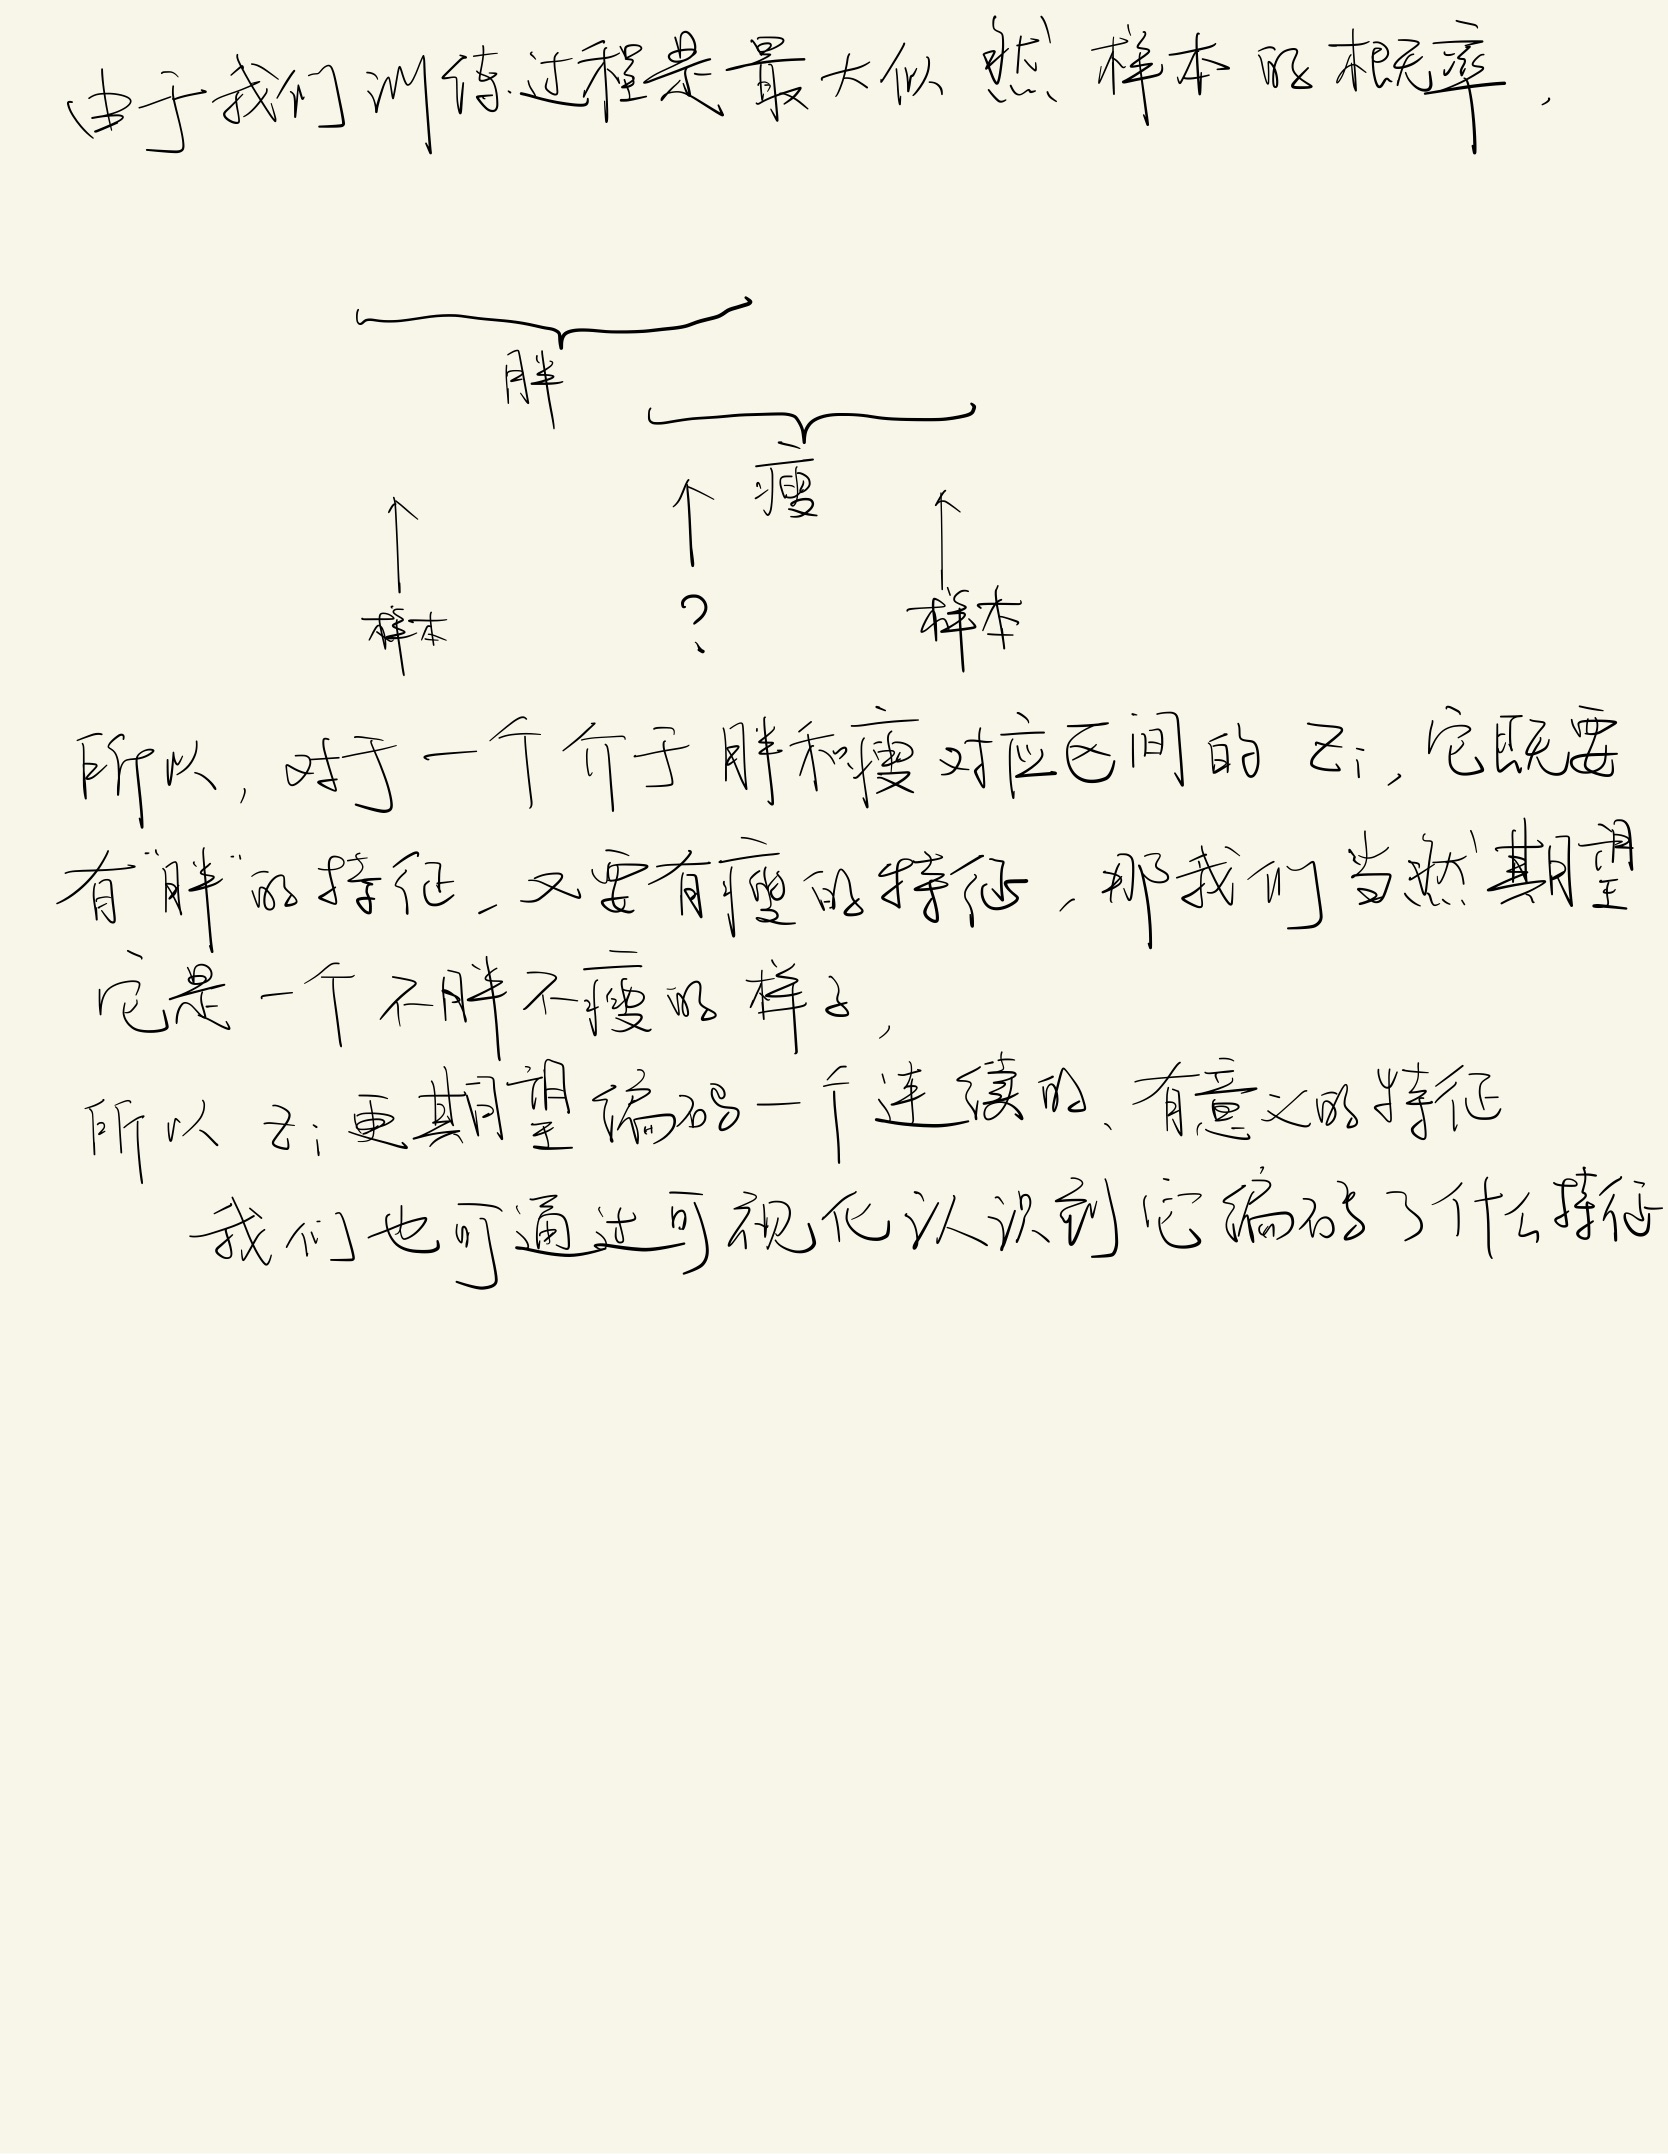 由于我们训练过程是最大似然样本的概率，
胖
瘦
样本 ? 样本
所以，对于一个介于胖和瘦对应区间的 zi，它既要
有“胖”的特征，又要有瘦的特征，那我们当然期望
它是一个不胖不瘦的样子，
所以 zi 更期望编码一个连续的、有意义的特征
我们也可通过可视化认识到它编码了什么特征